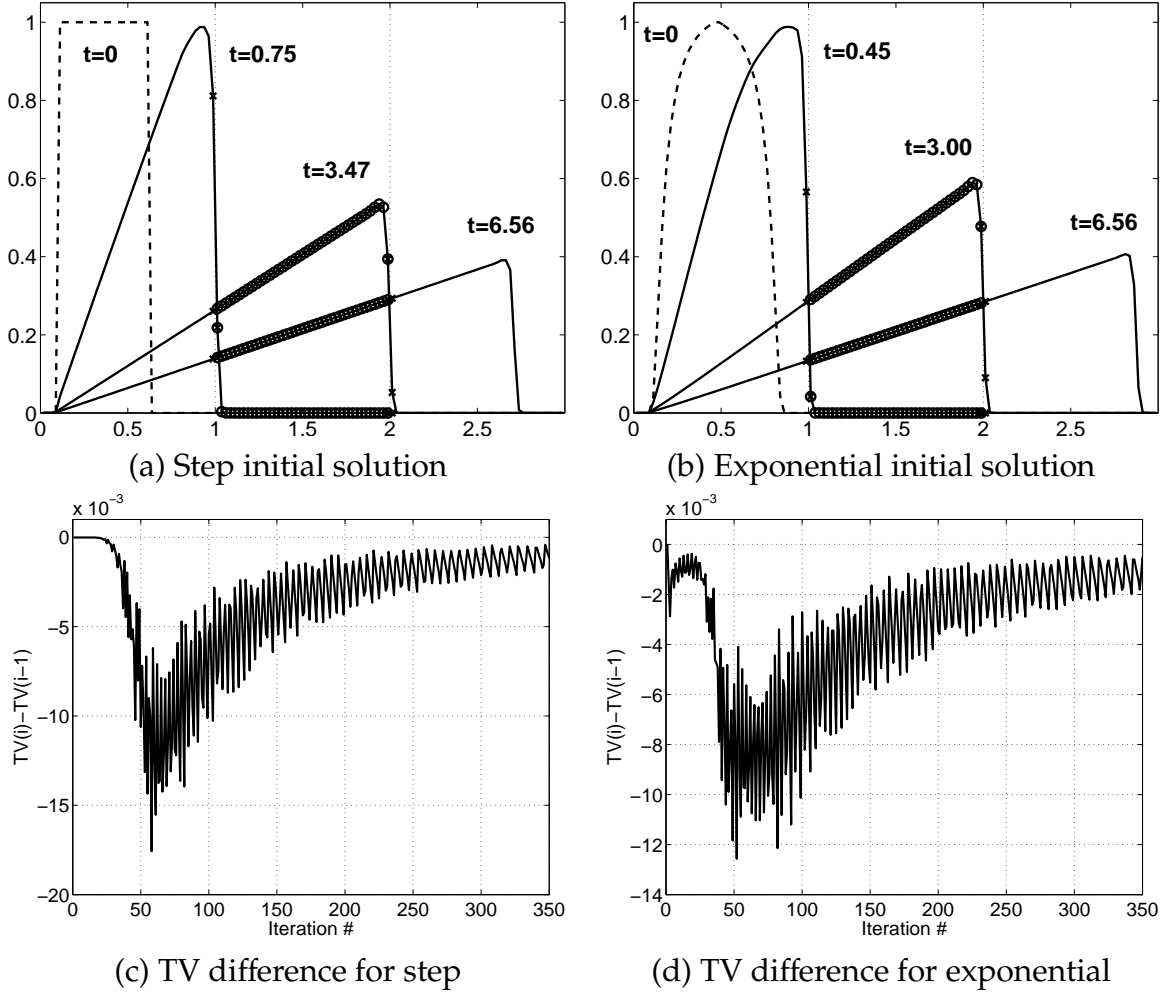 1
0.8
0.6
0.4
0.2
0
0 0.5 1 1.5 2 2.5
t=0
t=0.75
t=3.47
t=6.56
(a) Step initial solution
1
0.8
0.6
0.4
0.2
0
0 0.5 1 1.5 2 2.5
t=0
t=0.45
t=3.00
t=6.56
(b) Exponential initial solution
x 10−3
0
−5
−10
−15
−20
TV(i)−TV(i−1)
0 50 100 150 200 250 300 350
Iteration #
(c) TV difference for step
x 10−3
0
−2
−4
−6
−8
−10
−12
−14
TV(i)−TV(i−1)
0 50 100 150 200 250 300 350
Iteration #
(d) TV difference for exponential